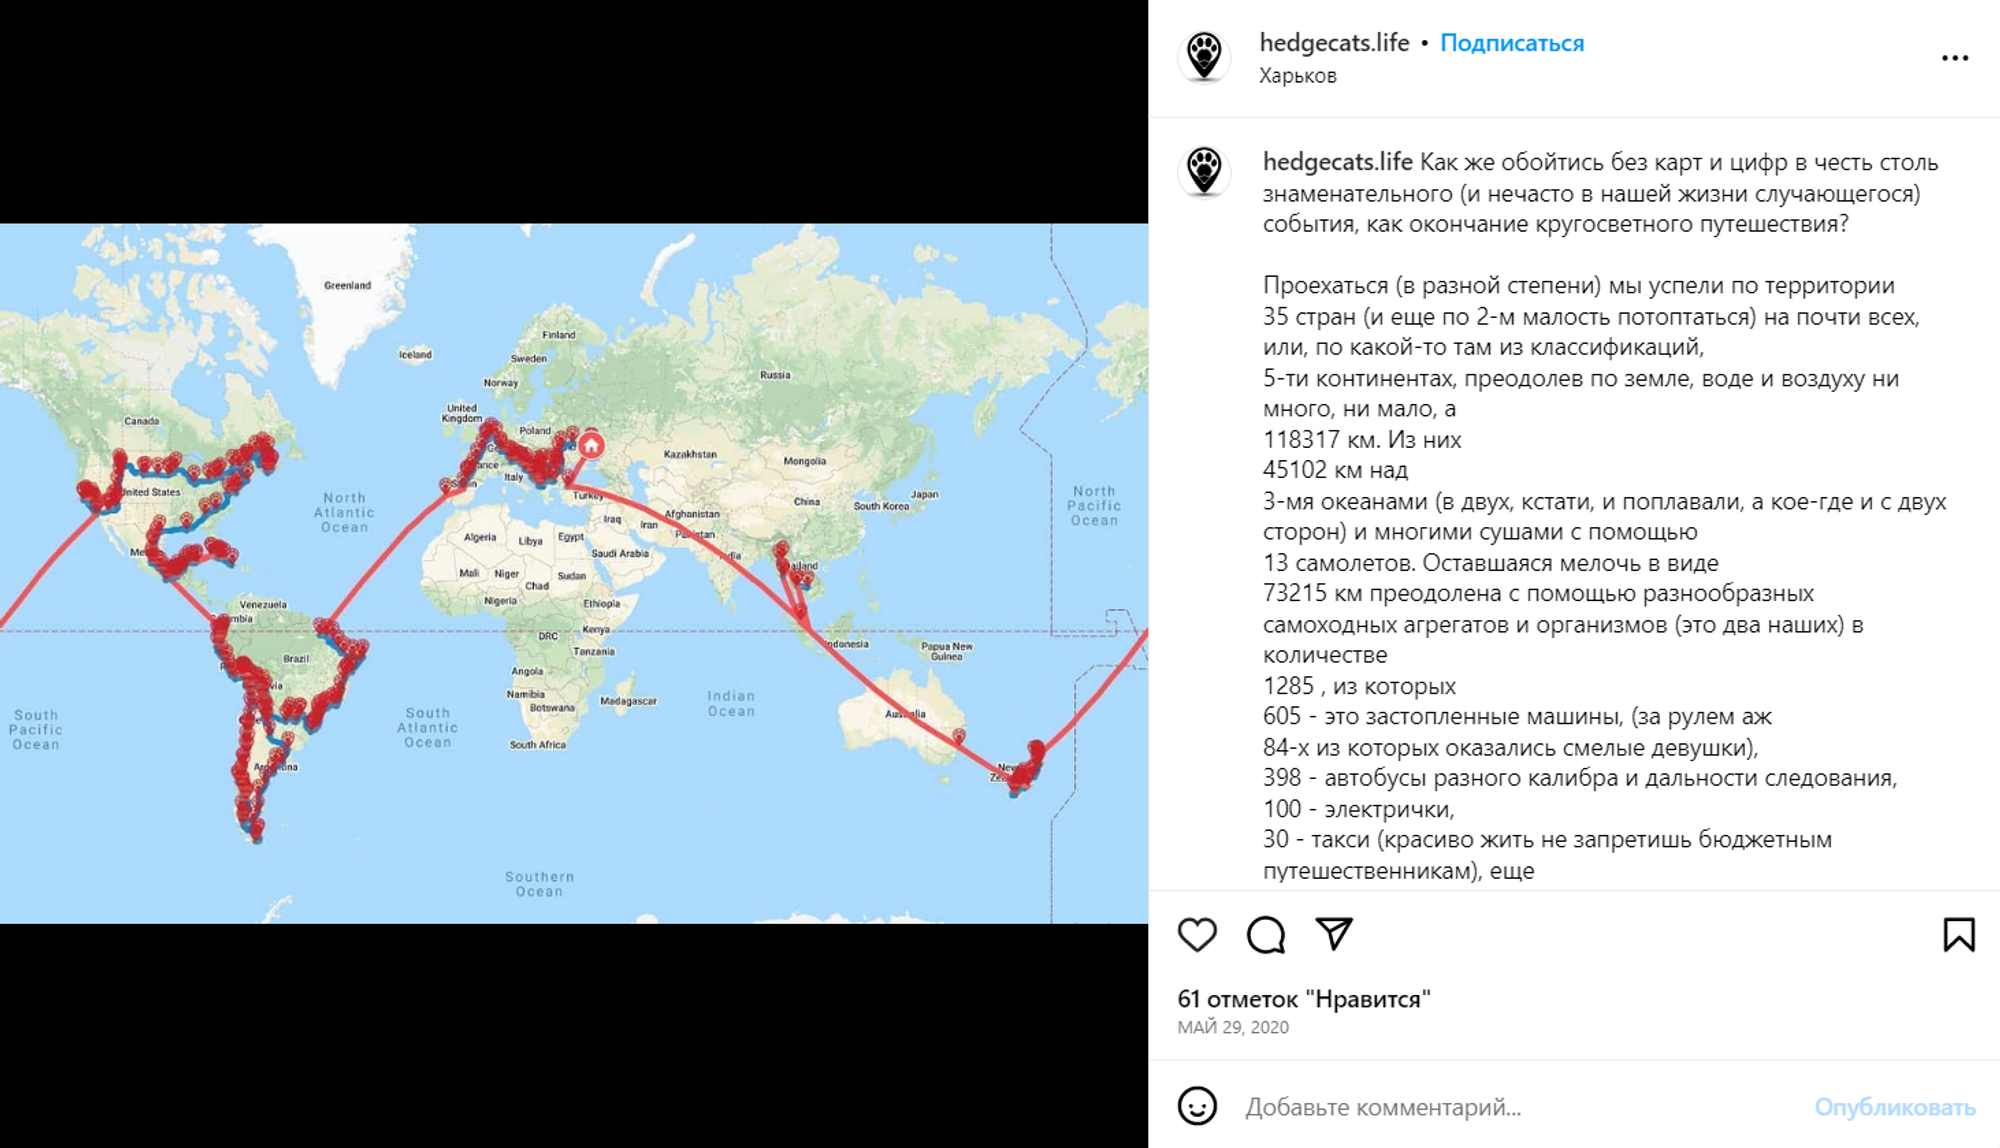 hedgecats.life • Подписаться
Харьков
hedgecats.life Как же обойтись без карт и цифр в честь столь
знаменательного (и нечасто в нашей жизни случающегося)
события, как окончание кругосветного путешествия?
Проехаться (в разной степени) мы успели по территории
35 стран (и еще по 2-м малость потоптаться) на почти всех,
или, по какой-то там из классификаций,
5-ти континентах, преодолев по земле, воде и воздуху ни
много, ни мало, а
118317 км. Из них
45102 км над
3-мя океанами (в двух, кстати, и поплавали, а кое-где и с двух
сторон) и многими сушами с помощью
13 самолетов. Оставшаяся мелочь в виде
73215 км преодолена с помощью разнообразных
самоходных агрегатов и организмов (это два наших) в
количестве
1285 , из которых
605 - это застопленные машины, (за рулем аж
84-х из которых оказались смелые девушки),
398 - автобусы разного калибра и дальности следования,
100 - электрички,
30 - такси (красиво жить не запретишь бюджетным
путешественникам), еще
61 отметок "Нравится"
МАЙ 29, 2020
Добавьте комментарий...
Опубликовать
Greenland
Iceland
Finland
Sweden
Norway
Russia
United
Kingdom
Poland
Canada
Kazakhstan
Mongolia
Italy
United States
Turkey
China
Japan
South Korea
North
Atlantic
Ocean
North
Pacific
Ocean
Afghanistan
Iraq
Iran
Algeria
Libya
Egypt
Saudi Arabia
Mali
Niger
Chad
Sudan
Nigeria
Ethiopia
Venezuela
DRC
Kenya
Tanzania
Papua New
Guinea
Brazil
Angola
Namibia
Botswana
Madagascar
Indian
Ocean
South
Pacific
Ocean
South
Atlantic
Ocean
South Africa
Australia
Southern
Ocean